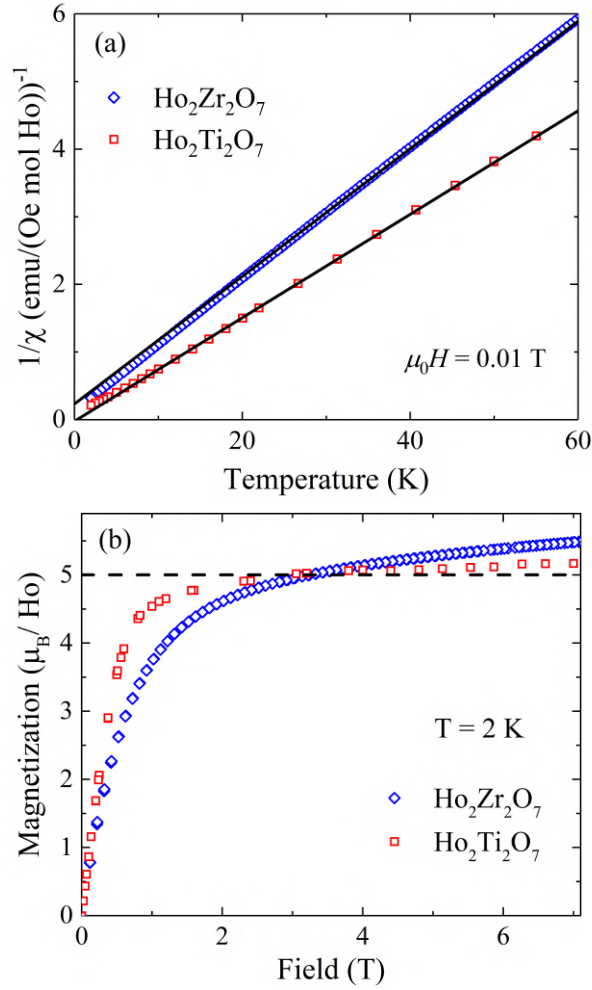 (a)
Ho₂Zr₂O₇
Ho₂Ti₂O₇
μ₀H = 0.01 T
6
4
2
0
0 20 40 60
1/χ (emu/(Oe mol Ho))⁻¹
Temperature (K)
(b)
T = 2 K
Ho₂Zr₂O₇
Ho₂Ti₂O₇
5
4
3
2
1
0
0 2 4 6
Magnetization (μ_B/ Ho)
Field (T)